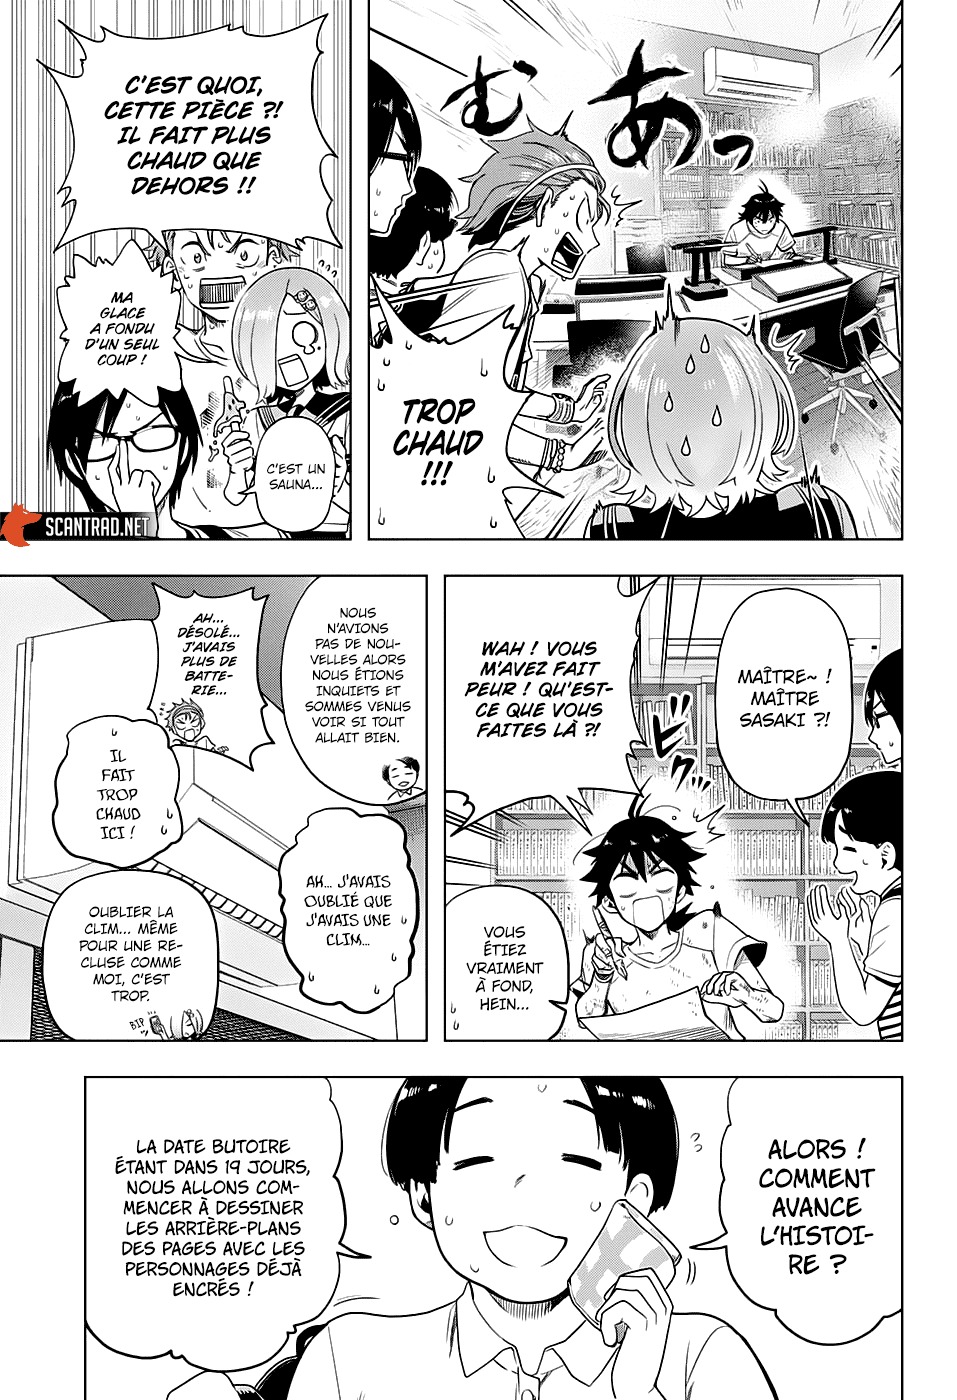 むあっ
TROP
CHAUD
!!!
C'EST QUOI,
CETTE PIÈCE ?!
IL FAIT PLUS
CHAUD QUE
DEHORS !!
MA
GLACE
A FONDU
D'UN SEUL
COUP !
C'EST UN
SAUNA...
SCANTRAD.NET
MAÎTRE~ !
MAÎTRE
SASAKI ?!
WAH ! VOUS
M'AVEZ FAIT
PEUR ! QU'EST-
CE QUE VOUS
FAITES LÀ ?!
ビクッ
VOUS
ÉTIEZ
VRAIMENT
À FOND,
HEIN...
NOUS
N'AVIONS
PAS DE NOU-
VELLES ALORS
NOUS ÉTIONS
INQUIETS ET
SOMMES VENUS
VOIR SI TOUT
ALLAIT BIEN.
AH...
DÉSOLÉ...
J'AVAIS
PLUS DE
BATTE-
RIE...
IL
FAIT
TROP
CHAUD
ICI !
AH... J'AVAIS
OUBLIÉ QUE
J'AVAIS UNE
CLIM...
OUBLIER LA
CLIM... MÊME
POUR UNE RE-
CLUSE COMME
MOI, C'EST
TROP.
BIP
ALORS !
COMMENT
AVANCE
L'HISTOI-
RE ?
LA DATE BUTOIRE
ÉTANT DANS 19 JOURS,
NOUS ALLONS COM-
MENCER À DESSINER
LES ARRIÈRE-PLANS
DES PAGES AVEC LES
PERSONNAGES DÉJÀ
ENCRÉS !